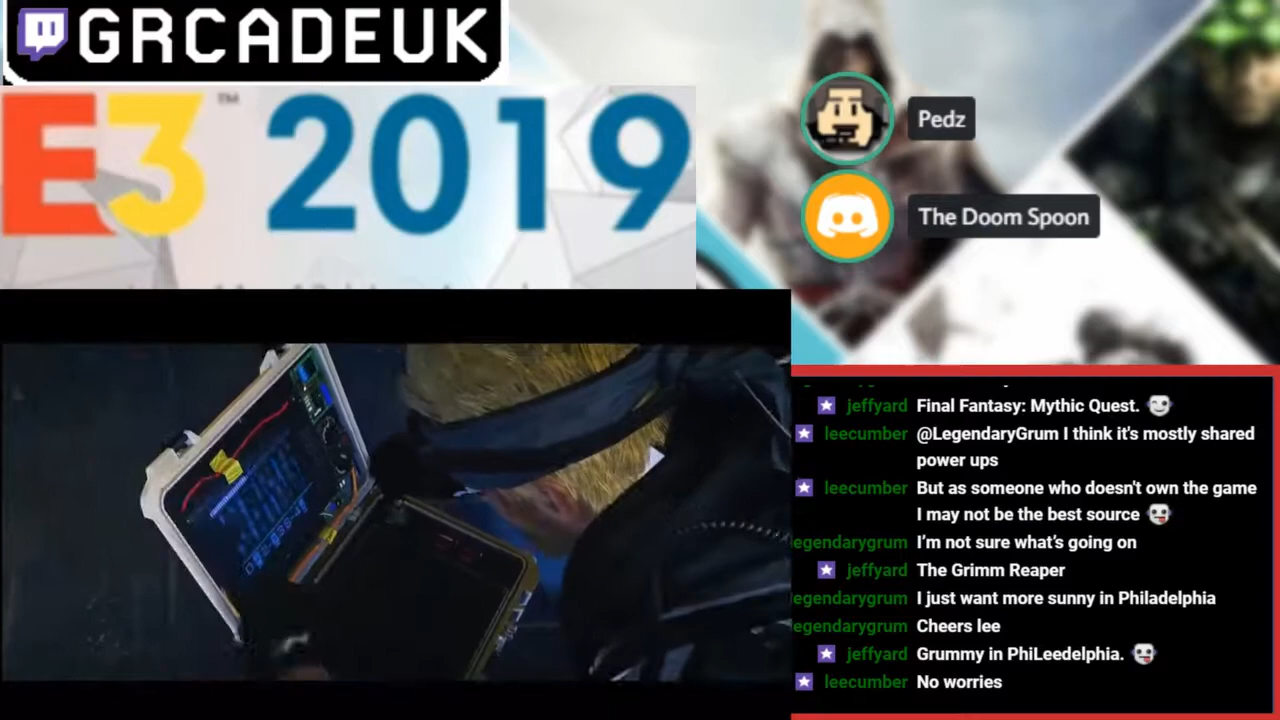 GRCADEUK
E3™ 2019
Pedz
The Doom Spoon
jeffyard Final Fantasy: Mythic Quest.
leecumber @LegendaryGrum I think it's mostly shared
power ups
leecumber But as someone who doesn't own the game
I may not be the best source
egendarygrum I'm not sure what's going on
jeffyard The Grimm Reaper
egendarygrum I just want more sunny in Philadelphia
egendarygrum Cheers lee
jeffyard Grummy in PhiLeedelphia.
leecumber No worries